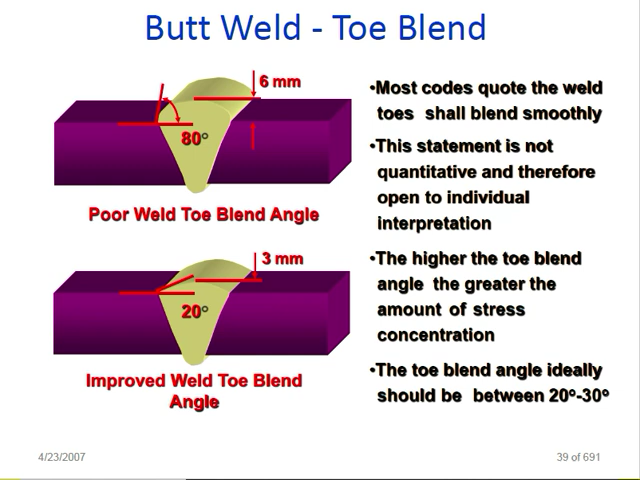 Butt Weld - Toe Blend
6 mm
80°
Poor Weld Toe Blend Angle
3 mm
20°
Improved Weld Toe Blend
Angle
•Most codes quote the weld
toes shall blend smoothly
•This statement is not
quantitative and therefore
open to individual
interpretation
•The higher the toe blend
angle the greater the
amount of stress
concentration
•The toe blend angle ideally
should be between 20°-30°
4/23/2007
39 of 691